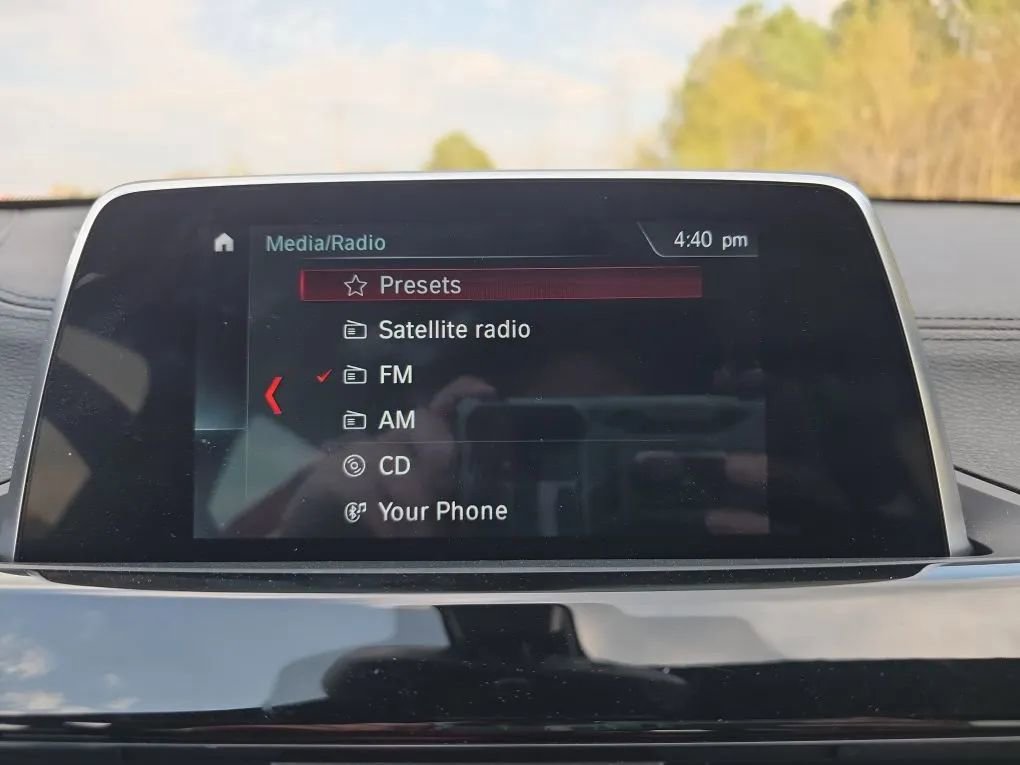 Media/Radio
4:40 pm
Presets
Satellite radio
FM
AM
CD
Your Phone